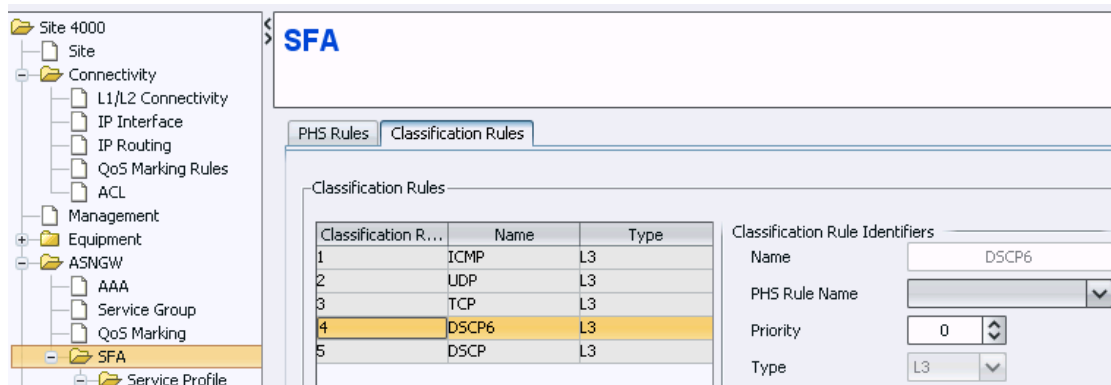 Site 4000
Site
Connectivity
L1/L2 Connectivity
IP Interface
IP Routing
QoS Marking Rules
ACL
Management
Equipment
ASNGW
AAA
Service Group
QoS Marking
SFA
Service Profile
SFA
PHS Rules Classification Rules
Classification Rules
Classification R... Name Type
1 ICMP L3
2 UDP L3
3 TCP L3
4 DSCP6 L3
5 DSCP L3
Classification Rule Identifiers
Name DSCP6
PHS Rule Name
Priority 0
Type L3